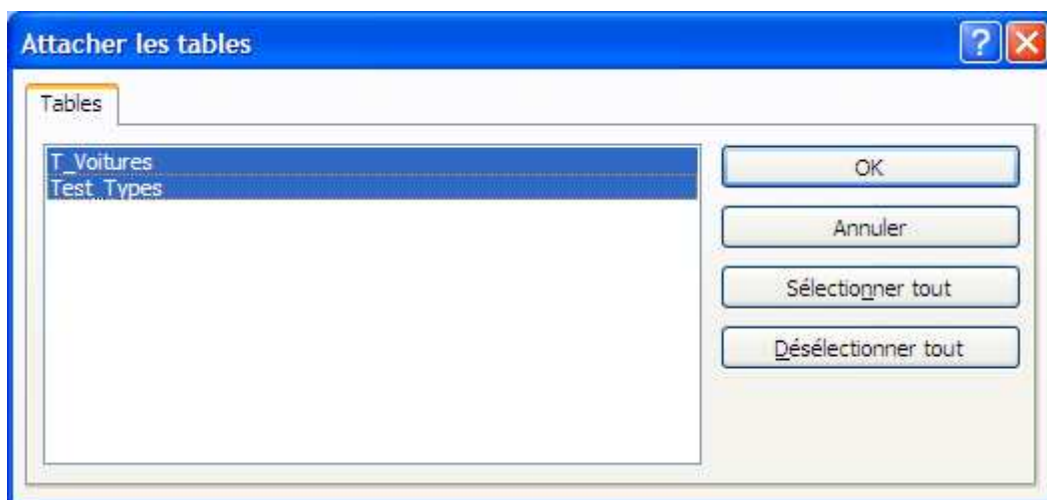 Attacher les tables
Tables
T_Voitures
Test_Types
OK
Annuler
Sélectionner tout
Désélectionner tout